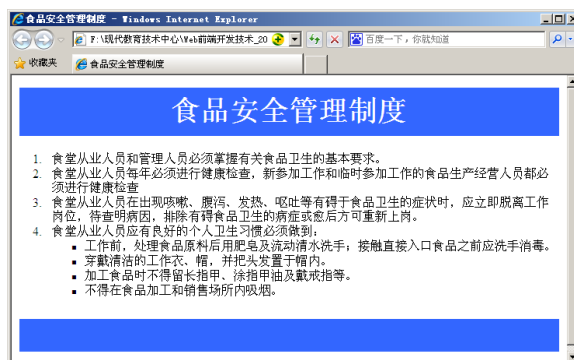 食品安全管理制度 - Windows Internet Explorer
F:\现代教育技术中心\Web前端开发技术_20
百度一下，你就知道
收藏夹
食品安全管理制度
食品安全管理制度
1. 食堂从业人员和管理人员必须掌握有关食品卫生的基本要求。
2. 食堂从业人员每年必须进行健康检查，新参加工作和临时参加工作的食品生产经营人员都必
须进行健康检查
3. 食堂从业人员在出现咳嗽、腹泻、发热、呕吐等有碍于食品卫生的症状时，应立即脱离工作
岗位，待查明病因，排除有碍食品卫生的病症或愈后方可重新上岗。
4. 食堂从业人员应有良好的个人卫生习惯必须做到：
工作前，处理食品原料后用肥皂及流动清水洗手；接触直接入口食品之前应洗手消毒。
穿戴清洁的工作衣、帽，并把头发置于帽内。
加工食品时不得留长指甲、涂指甲油及戴戒指等。
不得在食品加工和销售场所内吸烟。